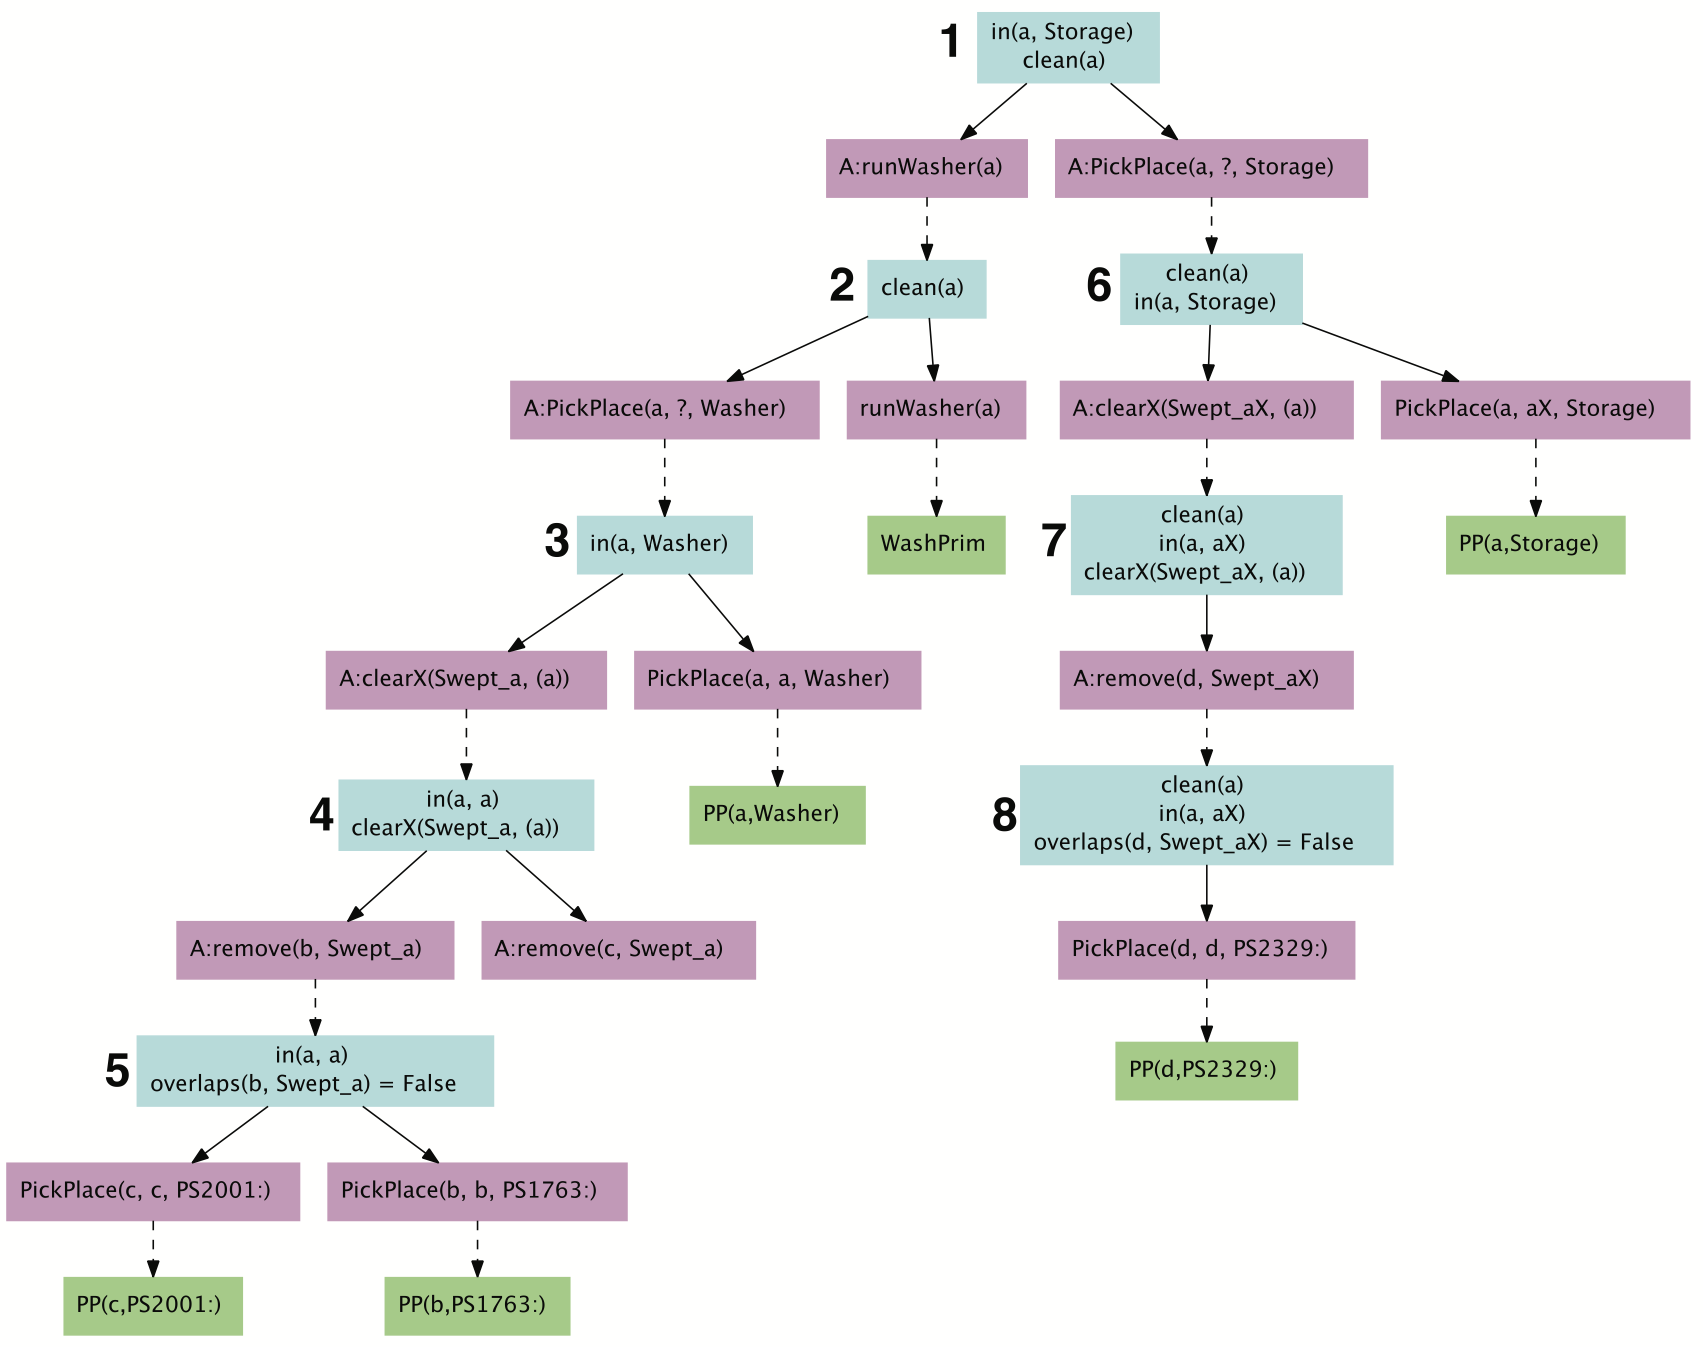 1
in(a, Storage)
clean(a)
A:runWasher(a)
A:PickPlace(a, ?, Storage)
2
clean(a)
6
clean(a)
in(a, Storage)
A:PickPlace(a, ?, Washer)
runWasher(a)
A:clearX(Swept_aX, (a))
PickPlace(a, aX, Storage)
3
in(a, Washer)
WashPrim
7
clean(a)
in(a, aX)
clearX(Swept_aX, (a))
PP(a,Storage)
A:clearX(Swept_a, (a))
PickPlace(a, a, Washer)
A:remove(d, Swept_aX)
4
in(a, a)
clearX(Swept_a, (a))
PP(a,Washer)
8
clean(a)
in(a, aX)
overlaps(d, Swept_aX) = False
A:remove(b, Swept_a)
A:remove(c, Swept_a)
PickPlace(d, d, PS2329:)
5
in(a, a)
overlaps(b, Swept_a) = False
PP(d,PS2329:)
PickPlace(c, c, PS2001:)
PickPlace(b, b, PS1763:)
PP(c,PS2001:)
PP(b,PS1763:)